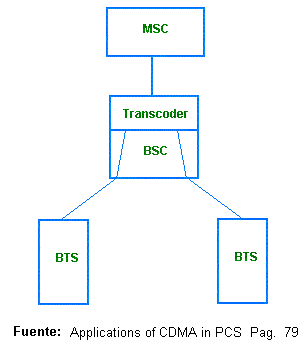 MSC
Transcoder
BSC
BTS
BTS
Fuente: Applications of CDMA in PCS Pag. 79